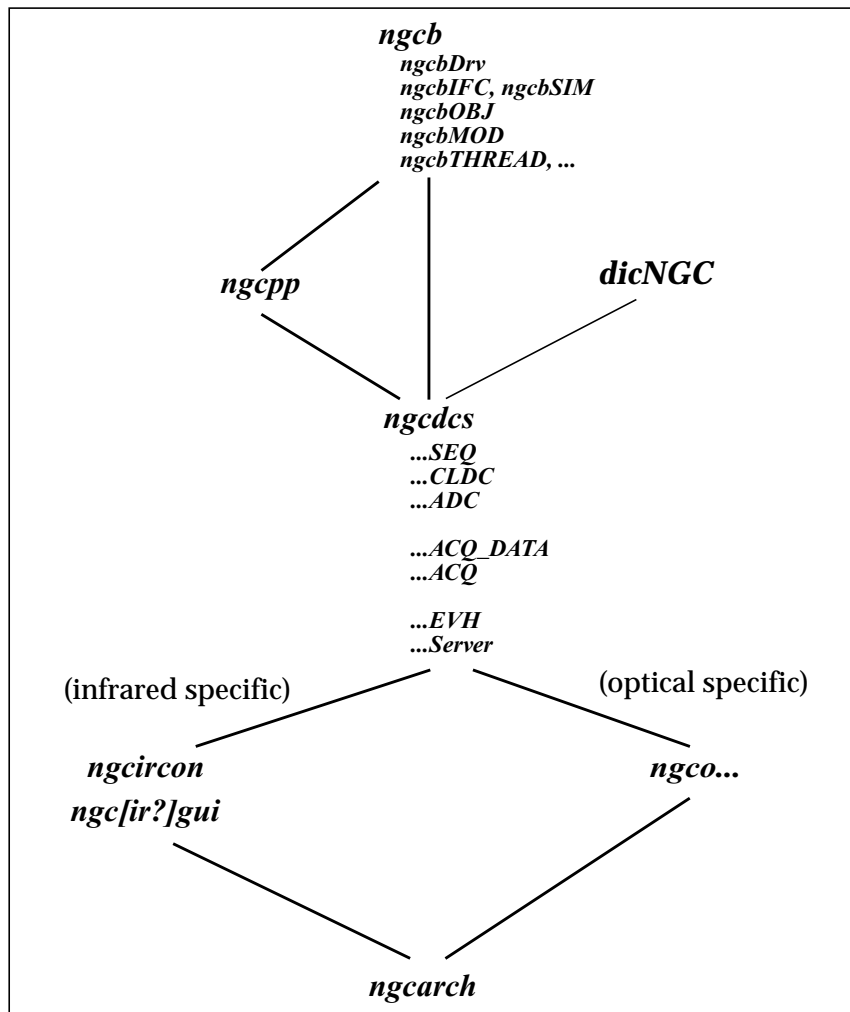 ngcb
ngcbDrv
ngcbIFC, ngcbSIM
ngcbOBJ
ngcbMOD
ngcbTHREAD, ...
ngcpp
dicNGC
ngcdcs
...SEQ
...CLDC
...ADC
...ACQ_DATA
...ACQ
...EVH
...Server
(infrared specific)
(optical specific)
ngcircon
ngco...
ngc[ir?]gui
ngcarch